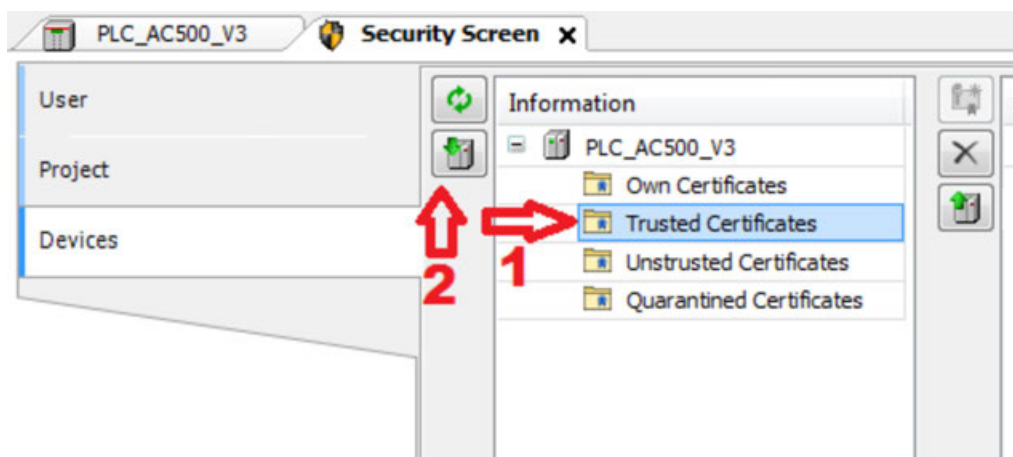 PLC_AC500_V3
Security Screen
User
Project
Devices
Information
PLC_AC500_V3
Own Certificates
Trusted Certificates
Unstrusted Certificates
Quarantined Certificates
1
2